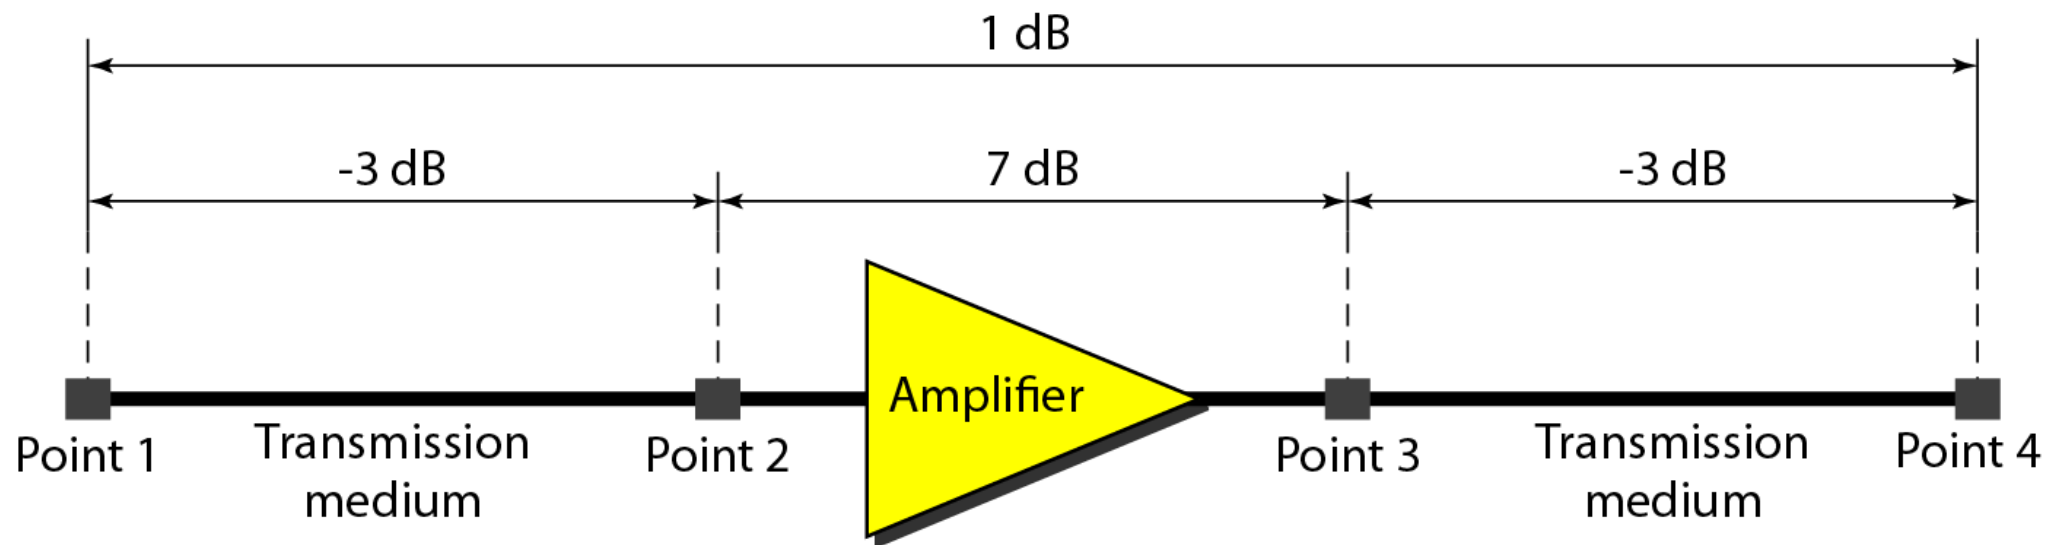 1 dB
-3 dB
7 dB
-3 dB
Amplifier
Point 1
Transmission
medium
Point 2
Point 3
Transmission
medium
Point 4